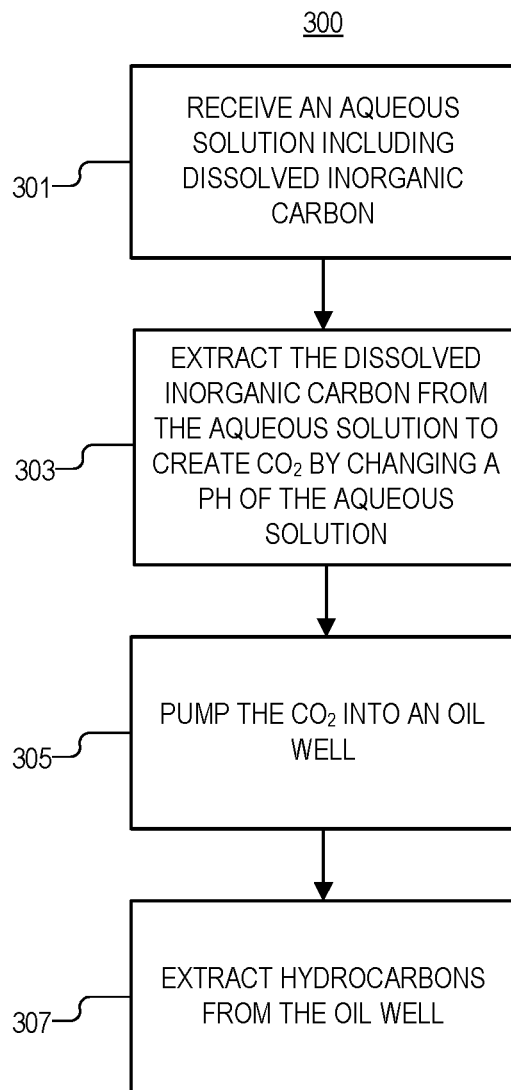 300
RECEIVE AN AQUEOUS
SOLUTION INCLUDING
DISSOLVED INORGANIC
CARBON
301
EXTRACT THE DISSOLVED
INORGANIC CARBON FROM
THE AQUEOUS SOLUTION TO
CREATE CO₂ BY CHANGING A
PH OF THE AQUEOUS
SOLUTION
303
PUMP THE CO₂ INTO AN OIL
WELL
305
EXTRACT HYDROCARBONS
FROM THE OIL WELL
307